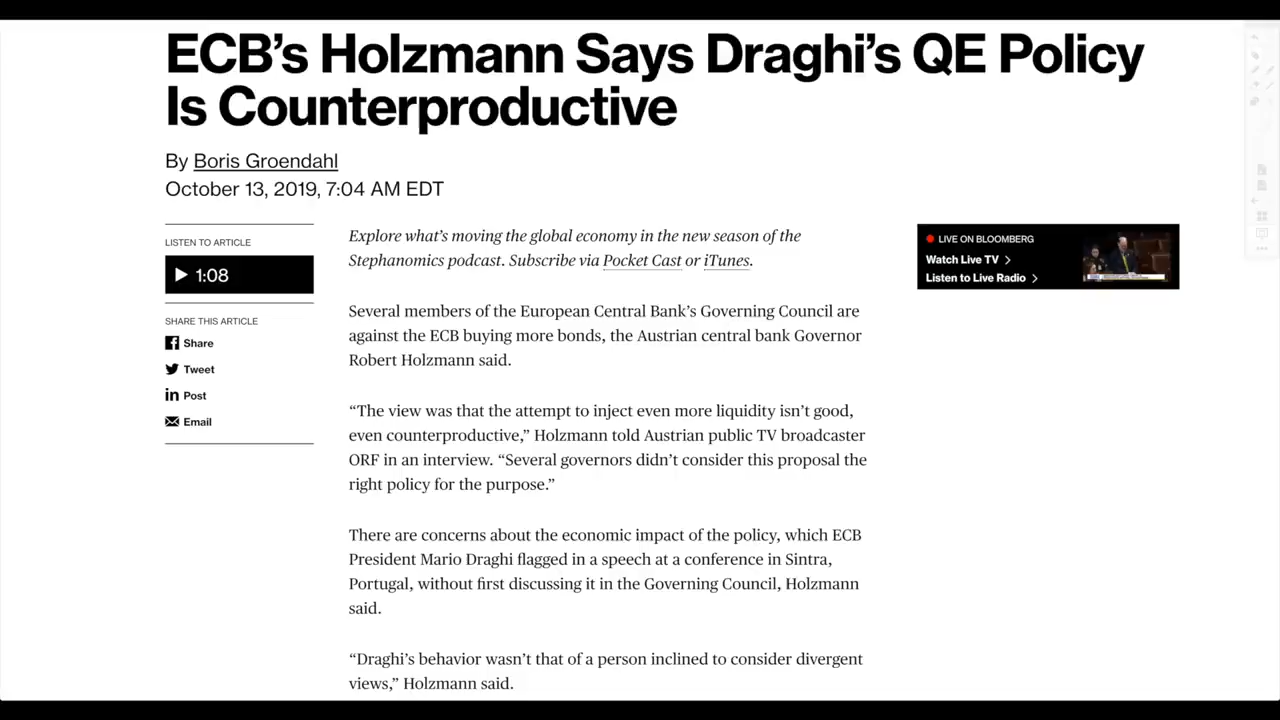 ECB’s Holzmann Says Draghi’s QE Policy
Is Counterproductive
By Boris Groendahl
October 13, 2019, 7:04 AM EDT
LISTEN TO ARTICLE
1:08
SHARE THIS ARTICLE
Share
Tweet
Post
Email
Explore what’s moving the global economy in the new season of the
Stephanomics podcast. Subscribe via Pocket Cast or iTunes.
Several members of the European Central Bank’s Governing Council are
against the ECB buying more bonds, the Austrian central bank Governor
Robert Holzmann said.
“The view was that the attempt to inject even more liquidity isn’t good,
even counterproductive,” Holzmann told Austrian public TV broadcaster
ORF in an interview. “Several governors didn’t consider this proposal the
right policy for the purpose.”
There are concerns about the economic impact of the policy, which ECB
President Mario Draghi flagged in a speech at a conference in Sintra,
Portugal, without first discussing it in the Governing Council, Holzmann
said.
“Draghi’s behavior wasn’t that of a person inclined to consider divergent
views,” Holzmann said.
LIVE ON BLOOMBERG
Watch Live TV
Listen to Live Radio